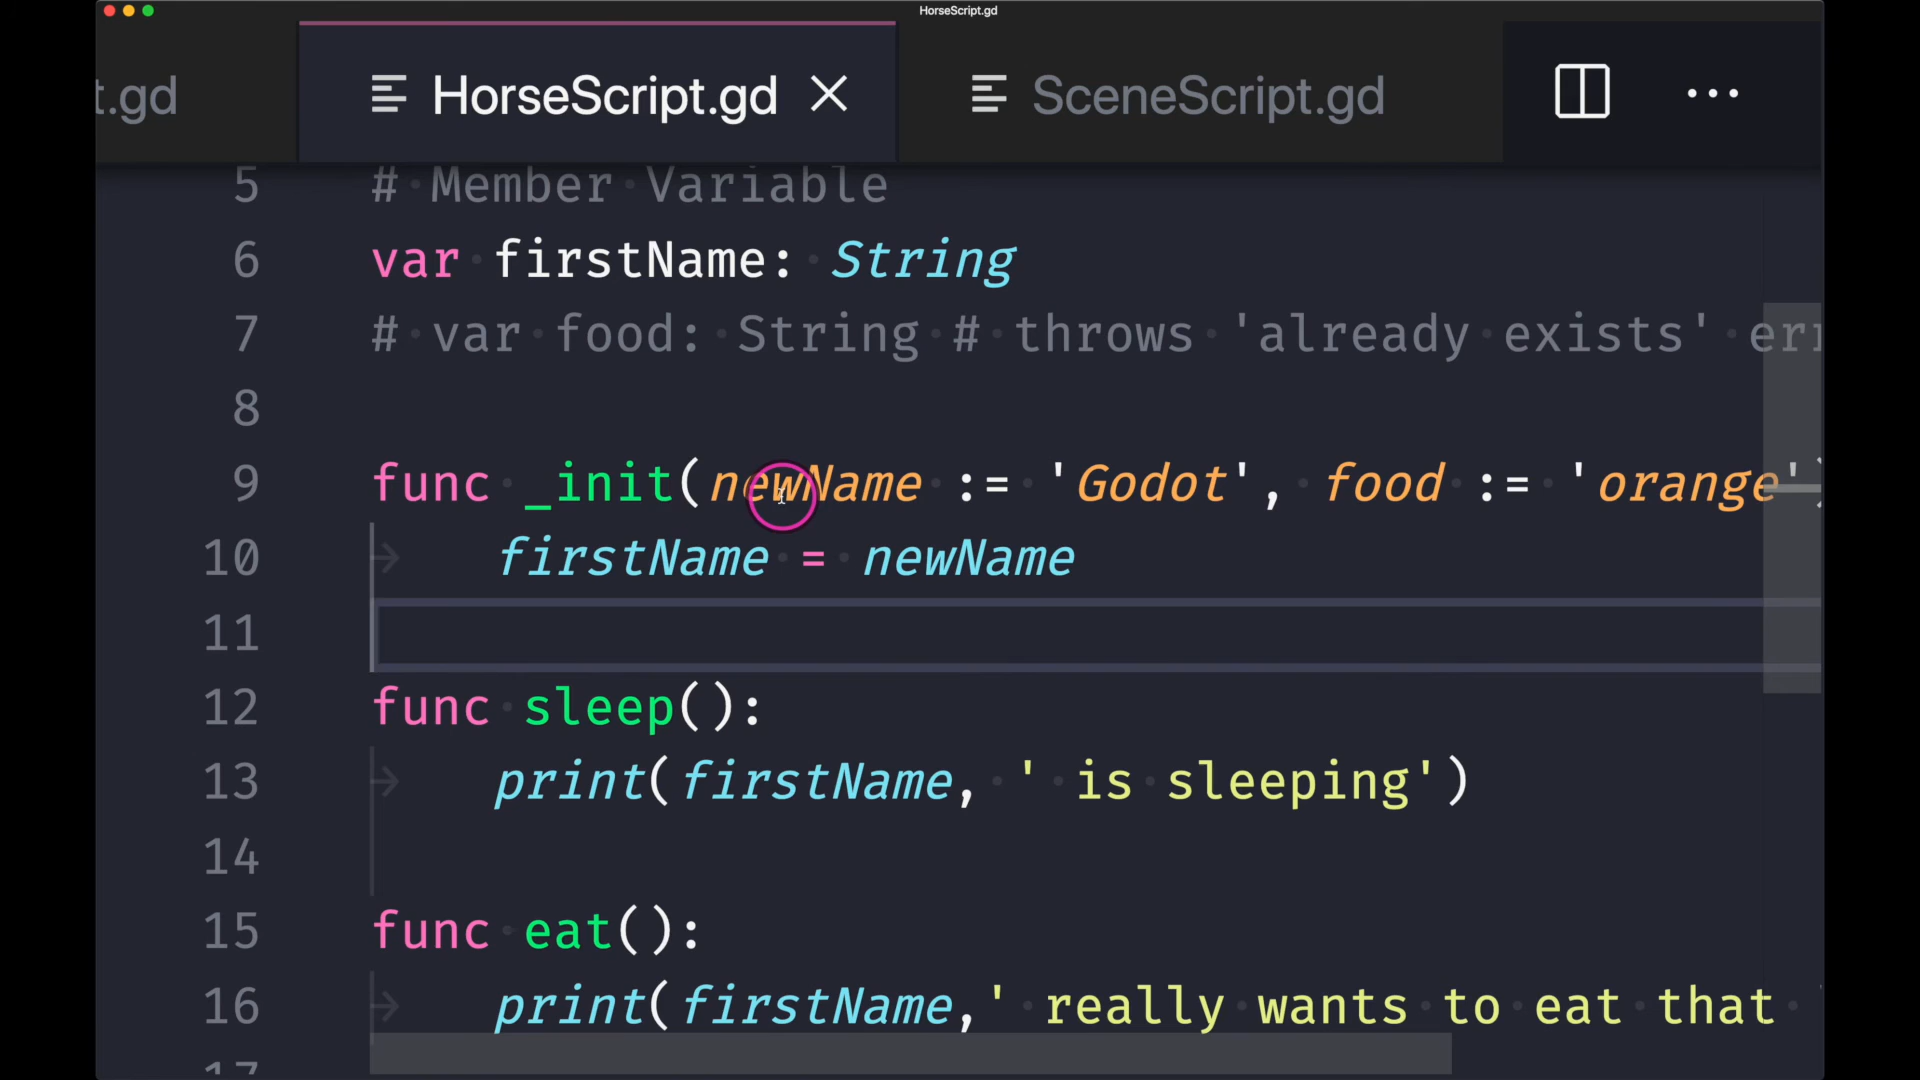 HorseScript.gd
t.gd HorseScript.gd SceneScript.gd
5 # Member Variable
6 var firstName: String
7 # var food: String # throws 'already exists' err
8
9 func _init(newName := 'Godot', food := 'orange')
10 firstName = newName
11
12 func sleep():
13 print(firstName, ' is sleeping')
14
15 func eat():
16 print(firstName,' really wants to eat that
17